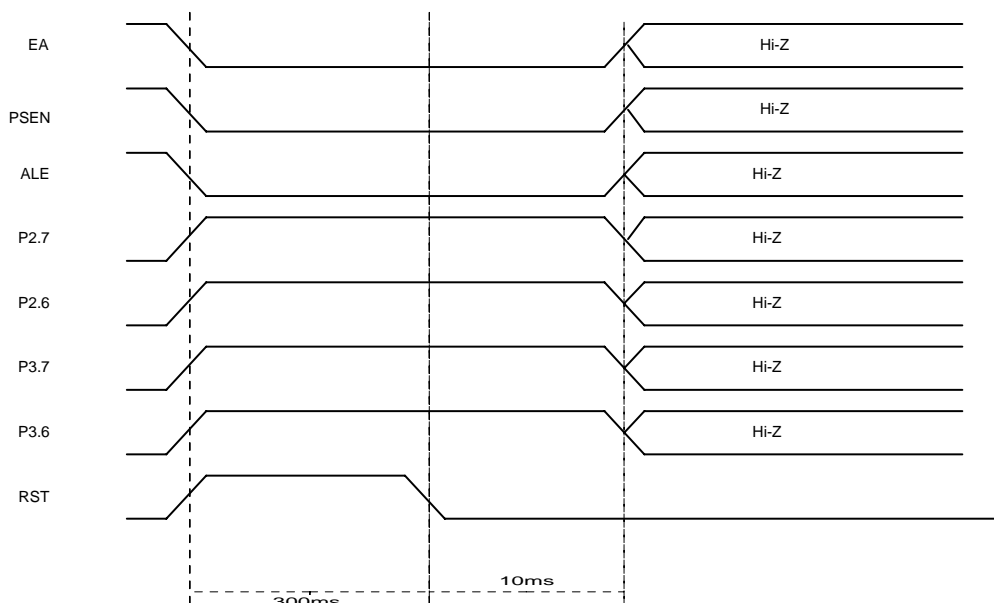 EA Hi-Z
PSEN Hi-Z
ALE Hi-Z
P2.7 Hi-Z
P2.6 Hi-Z
P3.7 Hi-Z
P3.6 Hi-Z
RST
10ms
300ms